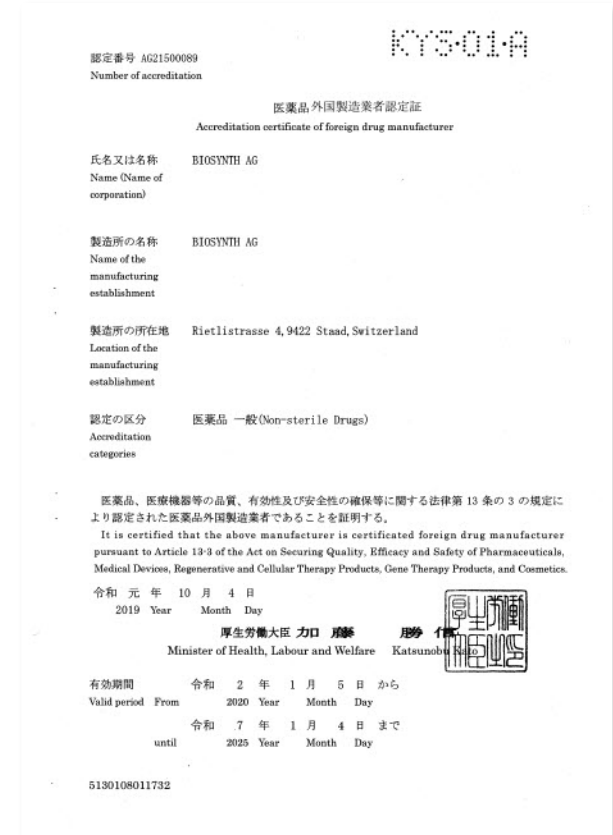 KYS•01•A
認定番号 AG21500089
Number of accreditation
医薬品外国製造業者認定証
Accreditation certificate of foreign drug manufacturer
氏名又は名称 BIOSYNTH AG
Name (Name of
corporation)
製造所の名称 BIOSYNTH AG
Name of the
manufacturing
establishment
製造所の所在地 Rietlistrasse 4, 9422 Staad, Switzerland
Location of the
manufacturing
establishment
認定の区分 医薬品 一般(Non-sterile Drugs)
Accreditation
categories
医薬品、医療機器等の品質、有効性及び安全性の確保等に関する法律第 13 条の 3 の規定に
より認定された医薬品外国製造業者であることを証明する。
It is certified that the above manufacturer is certificated foreign drug manufacturer
pursuant to Article 13-3 of the Act on Securing Quality, Efficacy and Safety of Pharmaceuticals,
Medical Devices, Regenerative and Cellular Therapy Products, Gene Therapy Products, and Cosmetics.
令和 元 年 10 月 4 日
2019 Year Month Day
厚生労働大臣 加藤 勝信
Minister of Health, Labour and Welfare Katsunobu Kato
厚生労働大臣之印
有効期間 令和 2 年 1 月 5 日 から
Valid period From 2020 Year Month Day
令和 7 年 1 月 4 日 まで
until 2025 Year Month Day
5130108011732